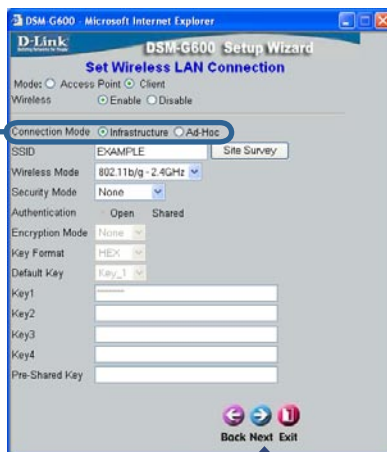 DSM-G600 - Microsoft Internet Explorer
D-Link
Building Networks for People
DSM-G600 Setup Wizard
Set Wireless LAN Connection
Mode: Access Point Client
Wireless Enable Disable
Connection Mode Infrastructure Ad-Hoc
SSID EXAMPLE Site Survey
Wireless Mode 802.11b/g - 2.4GHz
Security Mode None
Authentication Open Shared
Encryption Mode None
Key Format HEX
Default Key Key_1
Key1
Key2
Key3
Key4
Pre-Shared Key
Back Next Exit